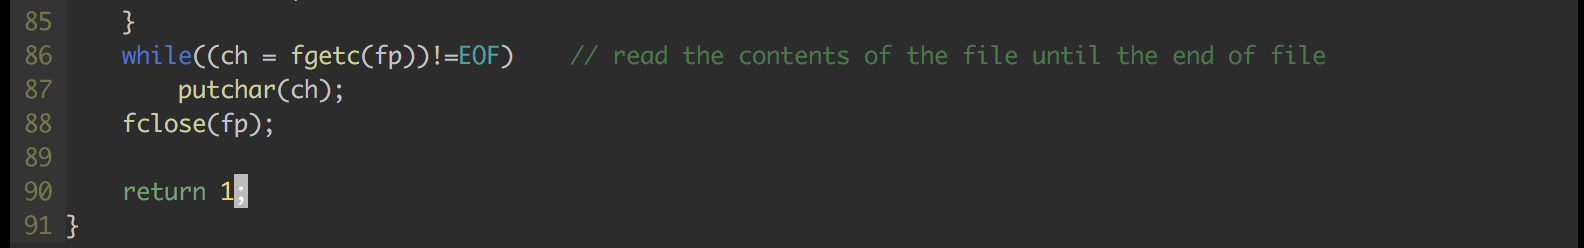 85 }
86 while((ch = fgetc(fp))!=EOF) // read the contents of the file until the end of file
87 putchar(ch);
88 fclose(fp);
89
90 return 1;
91 }